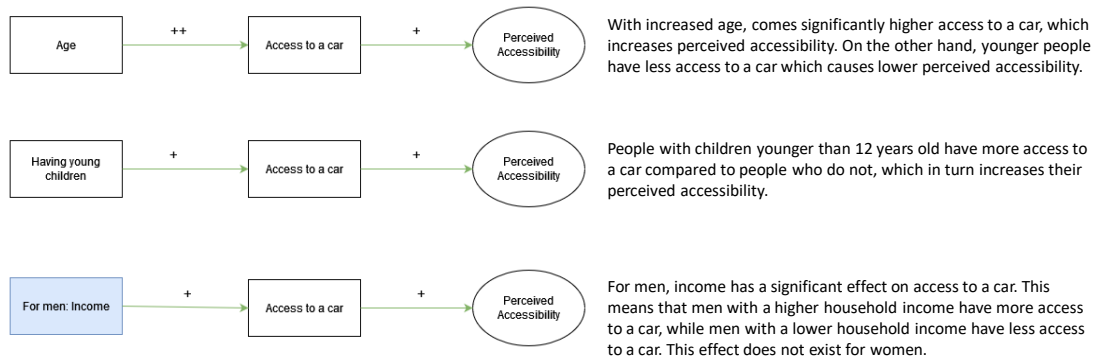 Age
++
Access to a car
+
Perceived
Accessibility
With increased age, comes significantly higher access to a car, which
increases perceived accessibility. On the other hand, younger people
have less access to a car which causes lower perceived accessibility.
Having young
children
+
Access to a car
+
Perceived
Accessibility
People with children younger than 12 years old have more access to
a car compared to people who do not, which in turn increases their
perceived accessibility.
For men: Income
+
Access to a car
+
Perceived
Accessibility
For men, income has a significant effect on access to a car. This
means that men with a higher household income have more access
to a car, while men with a lower household income have less access
to a car. This effect does not exist for women.